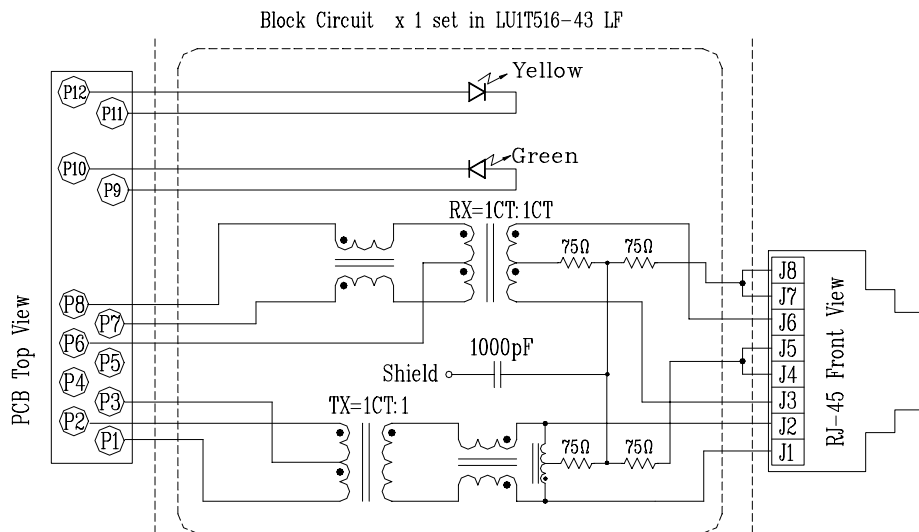 Block Circuit x 1 set in LU1T516-43 LF
P12
Yellow
P11
P10
Green
P9
RX=1CT:1CT
75Ω 75Ω
P8
P7
P6
P5
P4
P3
P2
P1
PCB Top View
1000pF
Shield
TX=1CT:1
75Ω 75Ω
J8
J7
J6
J5
J4
J3
J2
J1
RJ-45 Front View